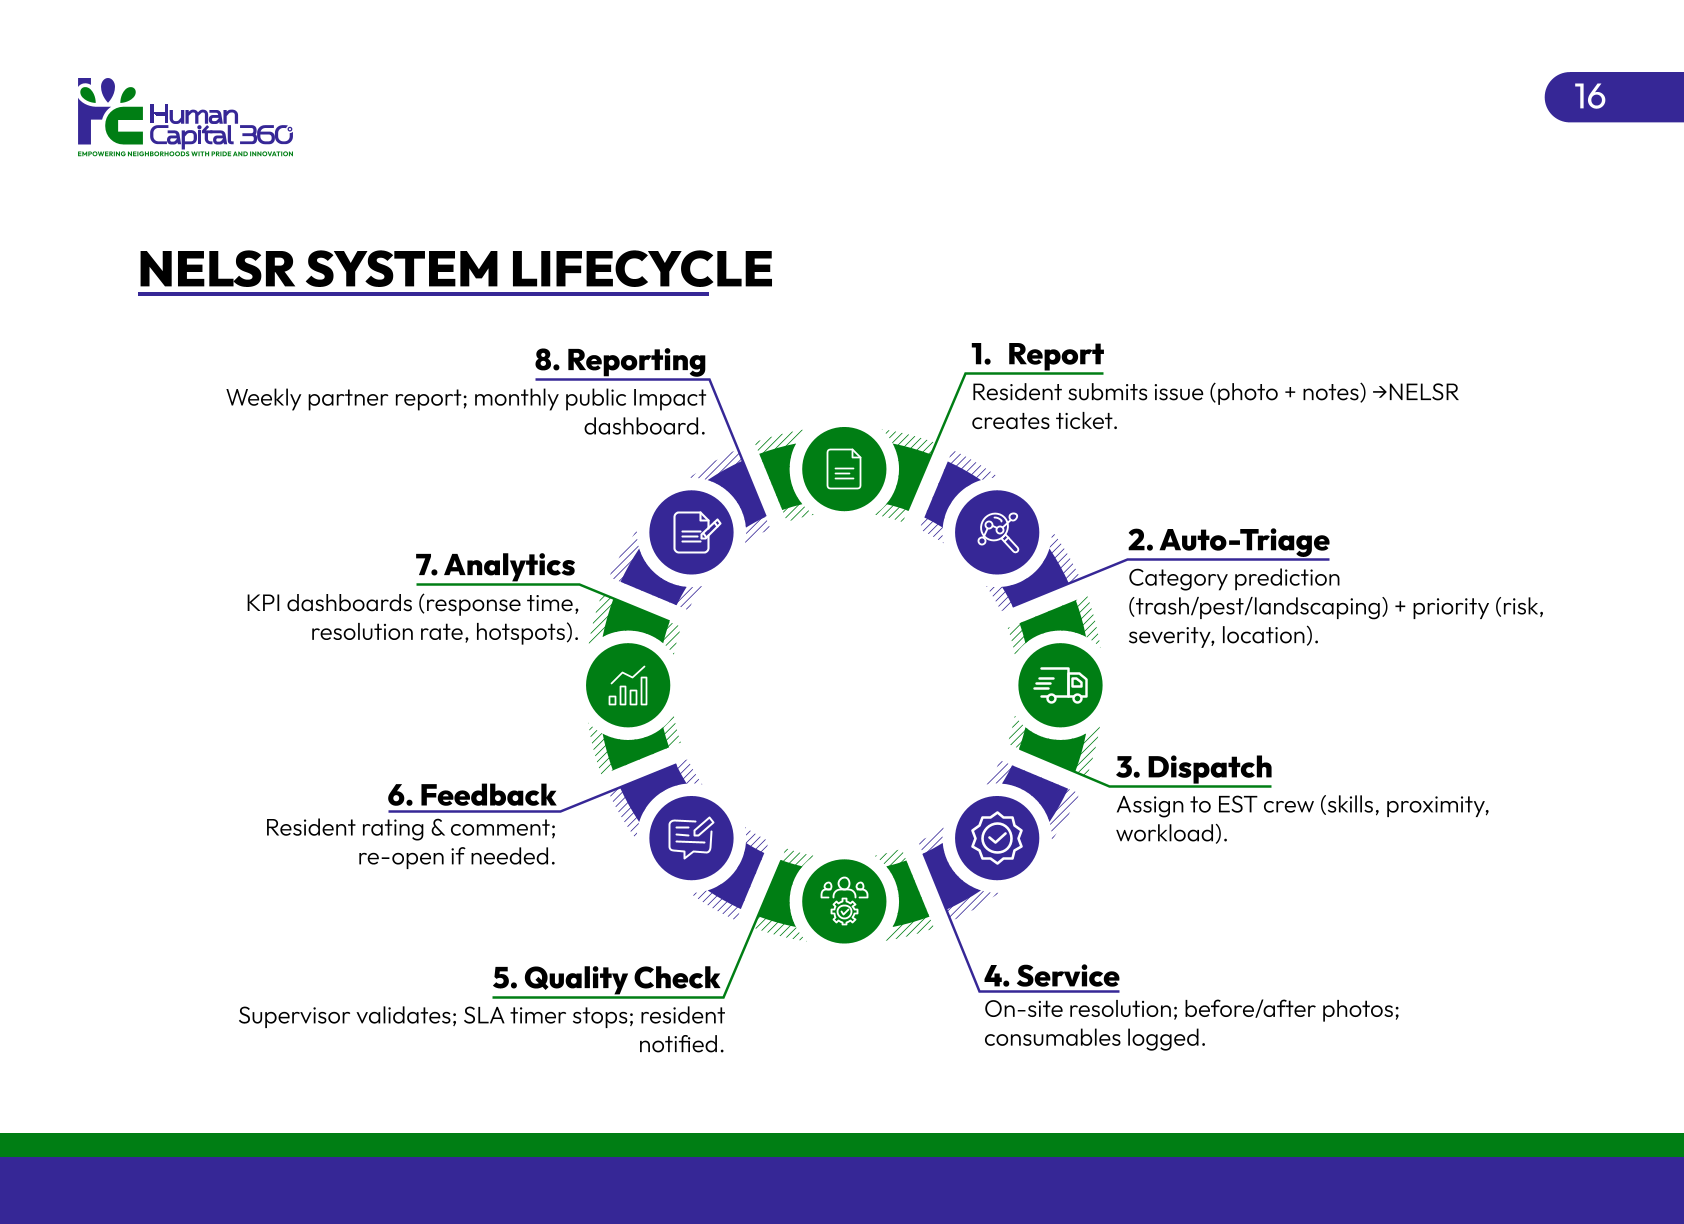 Human
Capital 360°
EMPOWERING NEIGHBORHOODS WITH PRIDE AND INNOVATION
16
NELSR SYSTEM LIFECYCLE
1. Report
Resident submits issue (photo + notes) →NELSR
creates ticket.
2. Auto-Triage
Category prediction
(trash/pest/landscaping) + priority (risk,
severity, location).
3. Dispatch
Assign to EST crew (skills, proximity,
workload).
4. Service
On-site resolution; before/after photos;
consumables logged.
5. Quality Check
Supervisor validates; SLA timer stops; resident
notified.
6. Feedback
Resident rating & comment;
re-open if needed.
7. Analytics
KPI dashboards (response time,
resolution rate, hotspots).
8. Reporting
Weekly partner report; monthly public Impact
dashboard.